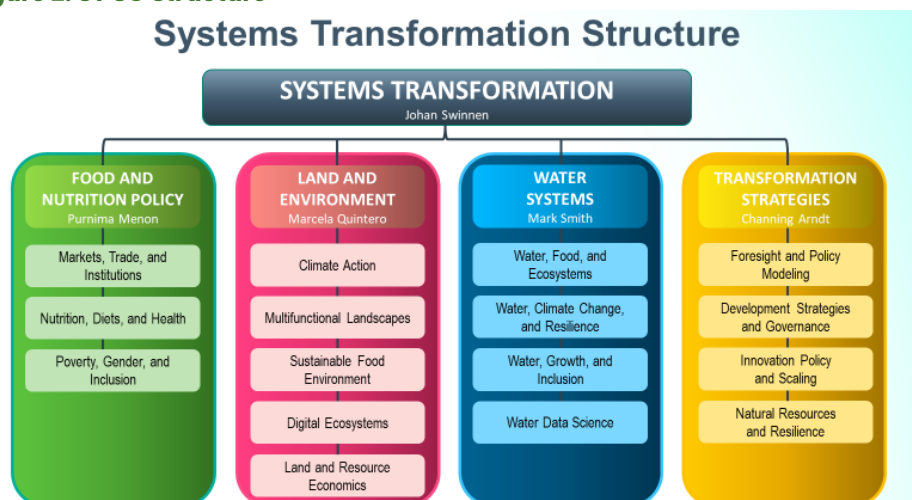 Systems Transformation Structure
SYSTEMS TRANSFORMATION
Johan Swinnen
FOOD AND
NUTRITION POLICY
Purnima Menon
Markets, Trade, and
Institutions
Nutrition, Diets, and Health
Poverty, Gender, and
Inclusion
LAND AND
ENVIRONMENT
Marcela Quintero
Climate Action
Multifunctional Landscapes
Sustainable Food
Environment
Digital Ecosystems
Land and Resource
Economics
WATER
SYSTEMS
Mark Smith
Water, Food, and
Ecosystems
Water, Climate Change,
and Resilience
Water, Growth, and
Inclusion
Water Data Science
TRANSFORMATION
STRATEGIES
Channing Arndt
Foresight and Policy
Modeling
Development Strategies
and Governance
Innovation Policy
and Scaling
Natural Resources
and Resilience